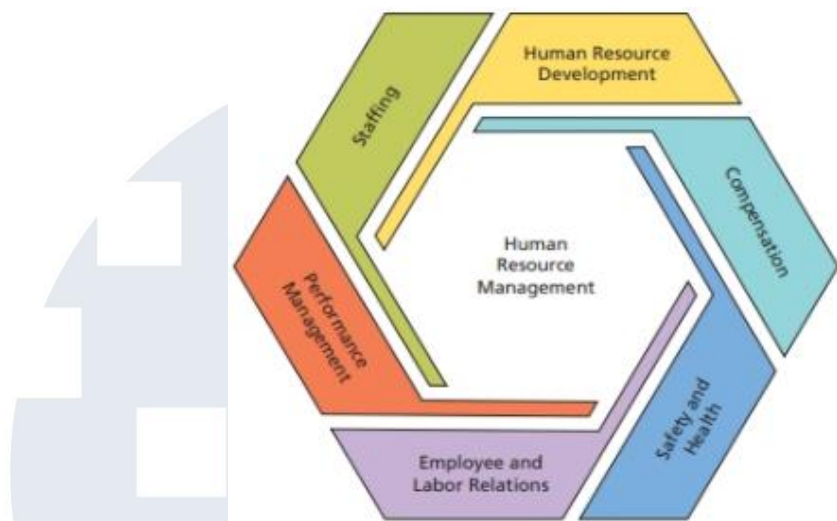 Human Resource
Development
Staffing
Compensation
Human
Resource
Management
Performance
Management
Safety and
Health
Employee and
Labor Relations